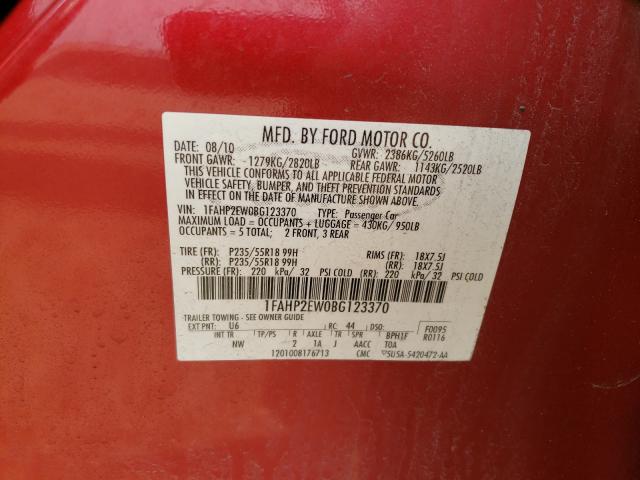 MFD. BY FORD MOTOR CO.
DATE: 08/10 GVWR: 2386KG/5260LB
FRONT GAWR: 1279KG/2820LB REAR GAWR: 1143KG/2520LB
THIS VEHICLE CONFORMS TO ALL APPLICABLE FEDERAL MOTOR
VEHICLE SAFETY, BUMPER, AND THEFT PREVENTION STANDARDS
IN EFFECT ON THE DATE OF MANUFACTURE SHOWN ABOVE.
VIN: 1FAHP2EW0BG123370 TYPE: Passenger Car
MAXIMUM LOAD = OCCUPANTS + LUGGAGE = 430KG/ 950LB
OCCUPANTS = 5 TOTAL; 2 FRONT, 3 REAR
TIRE (FR): P235/55R18 99H RIMS (FR): 18X7.5J
(RR): P235/55R18 99H (RR): 18X7.5J
PRESSURE (FR): 220 kPa/ 32 PSI COLD (RR): 220 kPa/ 32 PSI COLD
1FAHP2EW0BG123370
TRAILER TOWING - SEE OWNER GUIDE
EXT PNT: U6 RC: 44 DSO: F0095
INT TR TP/PS R AXLE TR SPR BPH1F R0116
NW 2 1A J AACC TOA
1201008176713 CMC 5U5A-5420472-AA